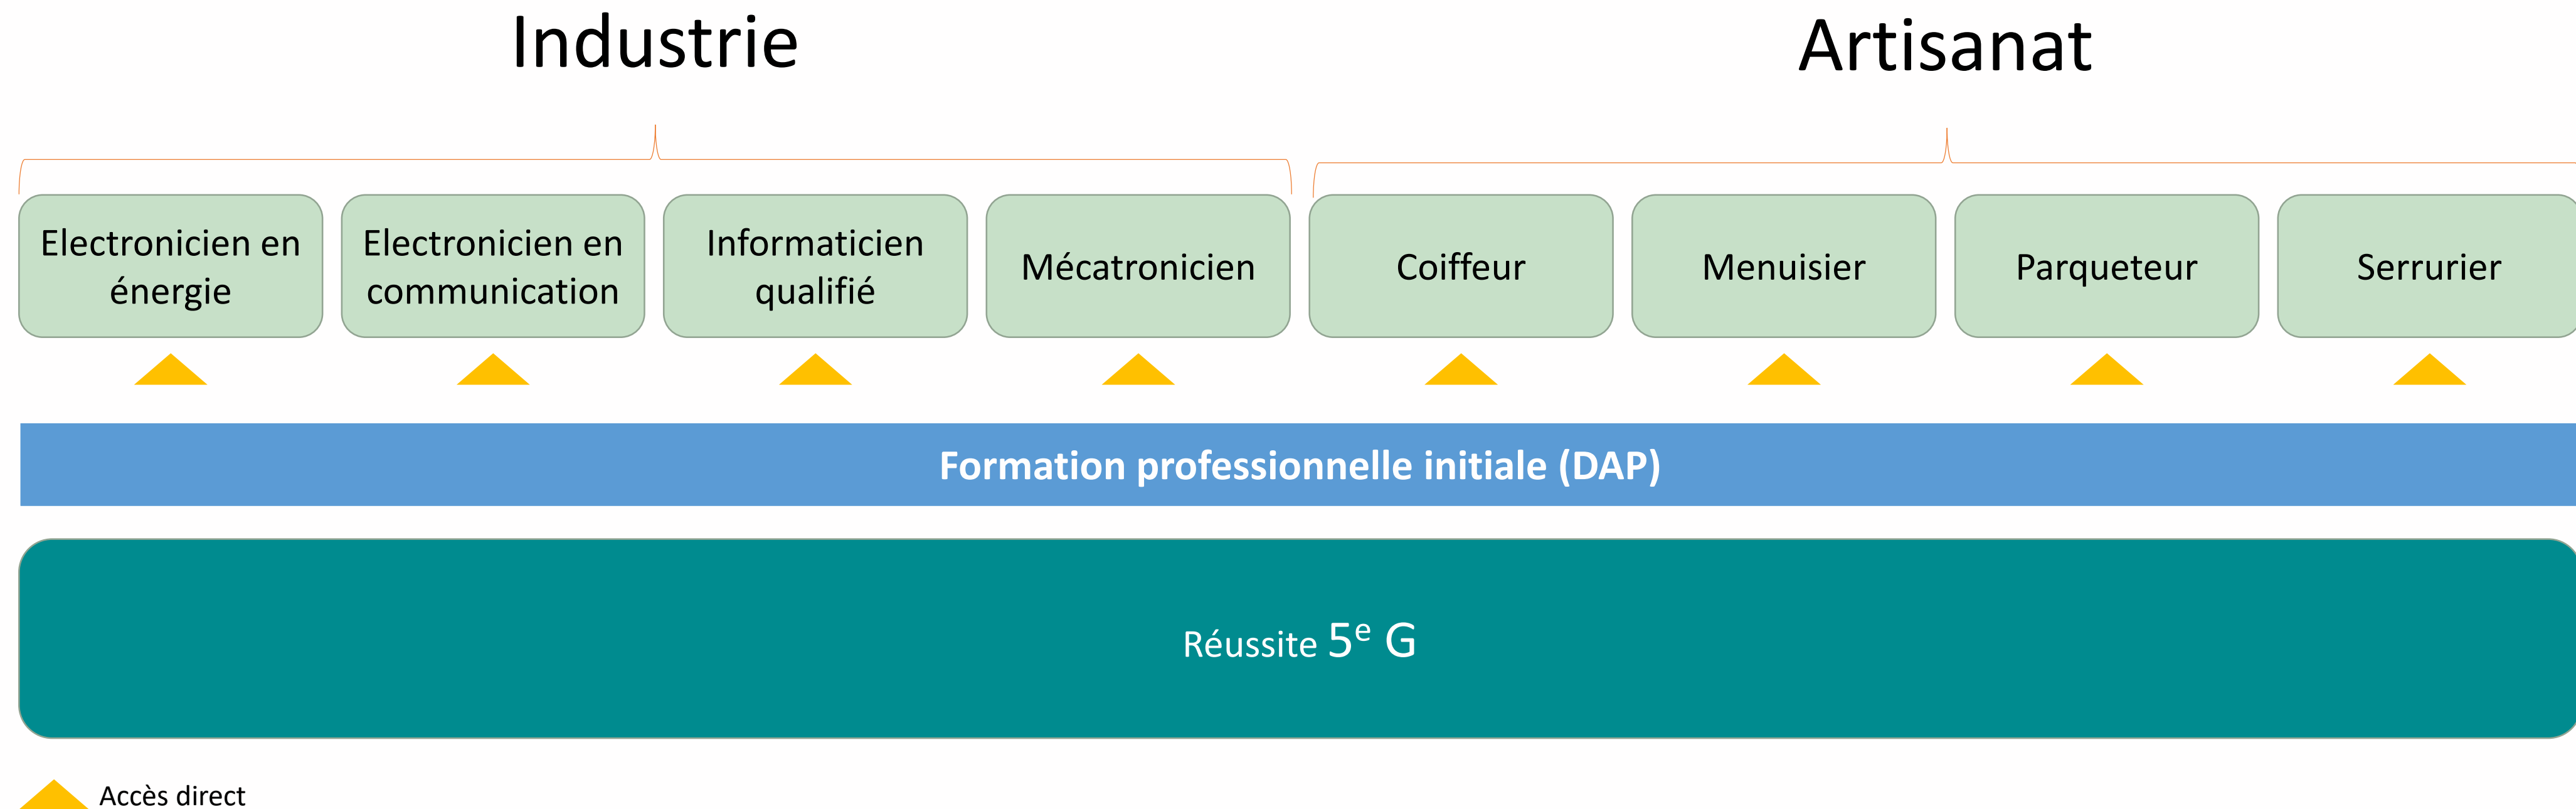 Industrie
Artisanat
Electronicien en
énergie
Electronicien en
communication
Informaticien
qualifié
Mécatronicien
Coiffeur
Menuisier
Parqueteur
Serrurier
Formation professionnelle initiale (DAP)
Réussite 5e G
Accès direct